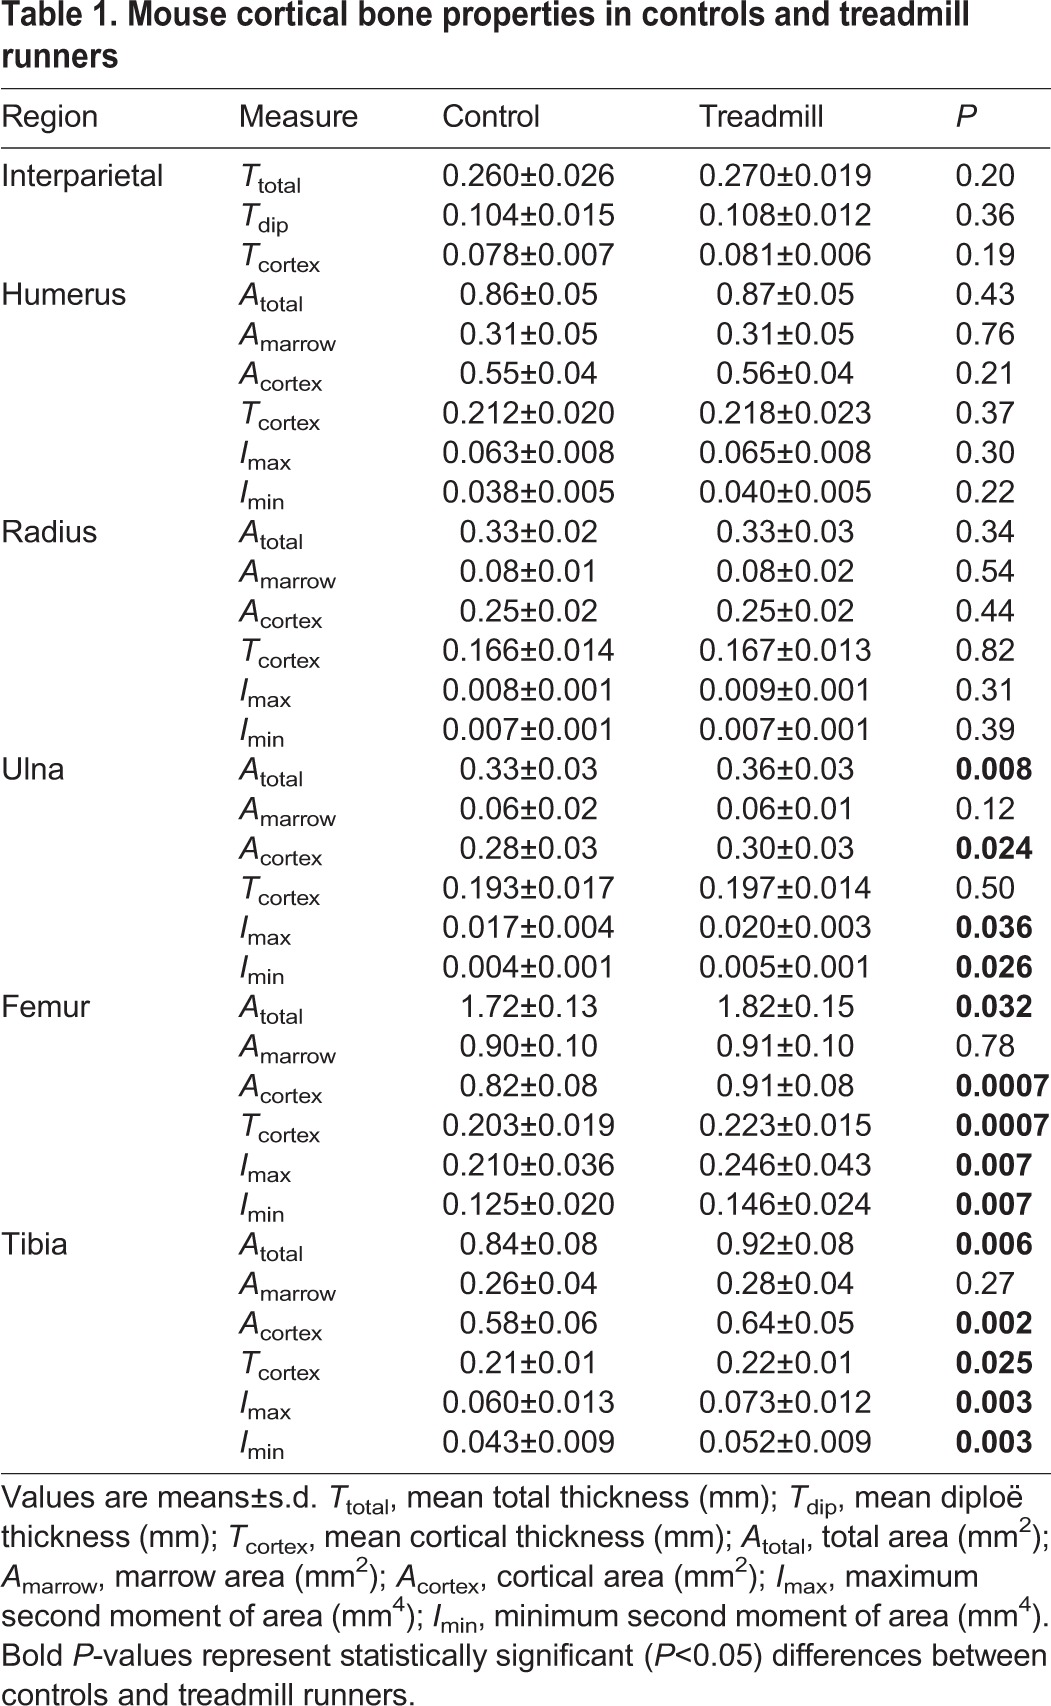 Table 1. Mouse cortical bone properties in controls and treadmill
runners
Region Measure Control Treadmill P
Interparietal Ttotal 0.260±0.026 0.270±0.019 0.20
Tdip 0.104±0.015 0.108±0.012 0.36
Tcortex 0.078±0.007 0.081±0.006 0.19
Humerus Atotal 0.86±0.05 0.87±0.05 0.43
Amarrow 0.31±0.05 0.31±0.05 0.76
Acortex 0.55±0.04 0.56±0.04 0.21
Tcortex 0.212±0.020 0.218±0.023 0.37
Imax 0.063±0.008 0.065±0.008 0.30
Imin 0.038±0.005 0.040±0.005 0.22
Radius Atotal 0.33±0.02 0.33±0.03 0.34
Amarrow 0.08±0.01 0.08±0.02 0.54
Acortex 0.25±0.02 0.25±0.02 0.44
Tcortex 0.166±0.014 0.167±0.013 0.82
Imax 0.008±0.001 0.009±0.001 0.31
Imin 0.007±0.001 0.007±0.001 0.39
Ulna Atotal 0.33±0.03 0.36±0.03 0.008
Amarrow 0.06±0.02 0.06±0.01 0.12
Acortex 0.28±0.03 0.30±0.03 0.024
Tcortex 0.193±0.017 0.197±0.014 0.50
Imax 0.017±0.004 0.020±0.003 0.036
Imin 0.004±0.001 0.005±0.001 0.026
Femur Atotal 1.72±0.13 1.82±0.15 0.032
Amarrow 0.90±0.10 0.91±0.10 0.78
Acortex 0.82±0.08 0.91±0.08 0.0007
Tcortex 0.203±0.019 0.223±0.015 0.0007
Imax 0.210±0.036 0.246±0.043 0.007
Imin 0.125±0.020 0.146±0.024 0.007
Tibia Atotal 0.84±0.08 0.92±0.08 0.006
Amarrow 0.26±0.04 0.28±0.04 0.27
Acortex 0.58±0.06 0.64±0.05 0.002
Tcortex 0.21±0.01 0.22±0.01 0.025
Imax 0.060±0.013 0.073±0.012 0.003
Imin 0.043±0.009 0.052±0.009 0.003
Values are means±s.d. Ttotal, mean total thickness (mm); Tdip, mean diploë
thickness (mm); Tcortex, mean cortical thickness (mm); Atotal, total area (mm²);
Amarrow, marrow area (mm²); Acortex, cortical area (mm²); Imax, maximum
second moment of area (mm⁴); Imin, minimum second moment of area (mm⁴).
Bold P-values represent statistically significant (P<0.05) differences between
controls and treadmill runners.